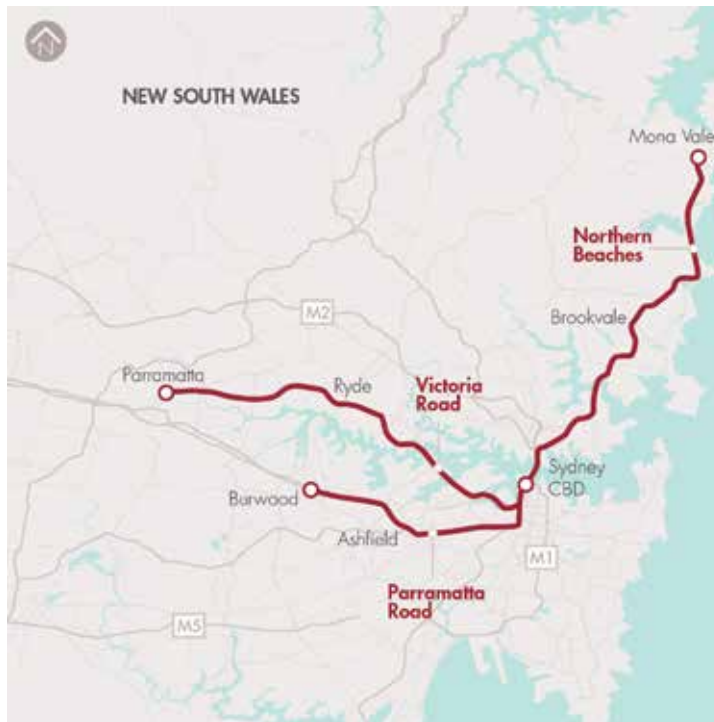 N
NEW SOUTH WALES
Mona Vale
Northern
Beaches
Brookvale
M2
Parramatta
Ryde
Victoria
Road
Sydney
CBD
Burwood
Ashfield
M1
Parramatta
Road
M5